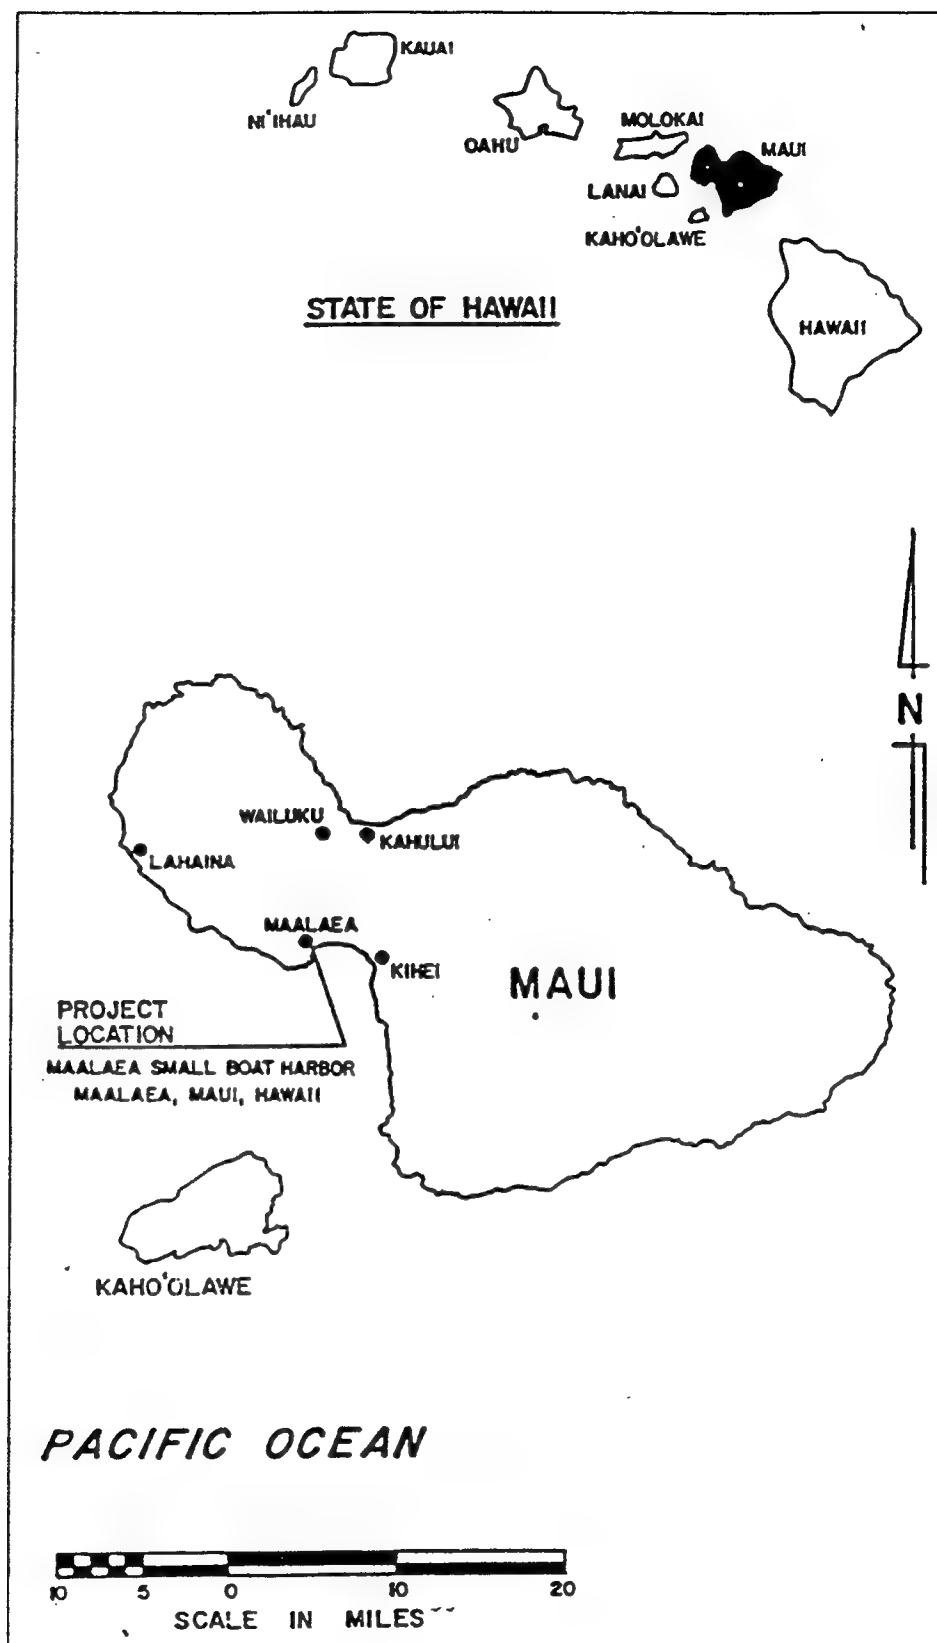 KAUAI
NI'IHAU
OAHU
MOLOKAI
MAUI
LANAI
KAHO'OLAWE
STATE OF HAWAII
HAWAII
N
WAILUKU
KAHULUI
LAHAINA
MAALAEA
KIHEI
MAUI
PROJECT
LOCATION
MAALAEA SMALL BOAT HARBOR
MAALAEA, MAUI, HAWAII
KAHO'OLAWE
PACIFIC OCEAN
10 5 0 10 20
SCALE IN MILES